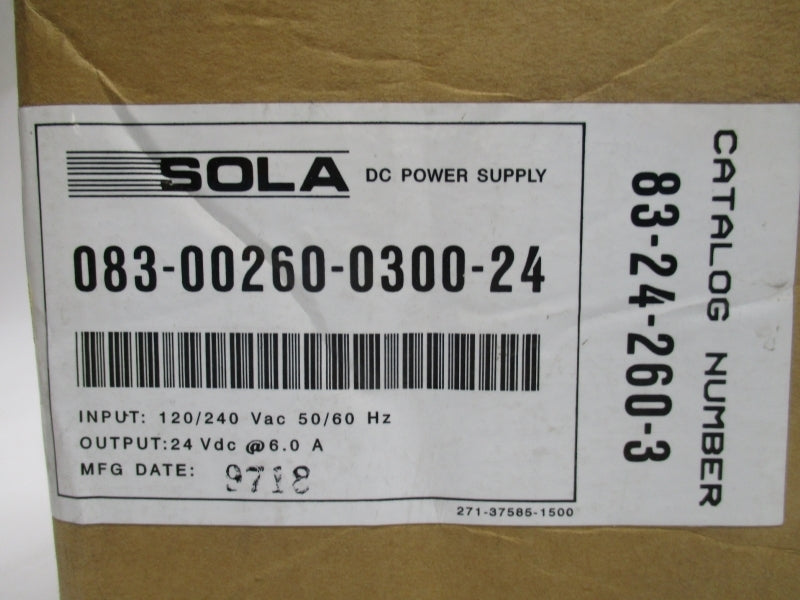 SOLA DC POWER SUPPLY
083-00260-0300-24
INPUT: 120/240 Vac 50/60 Hz
OUTPUT:24 Vdc @6.0 A
MFG DATE: 9718
271-37585-1500
CATALOG NUMBER
83-24-260-3